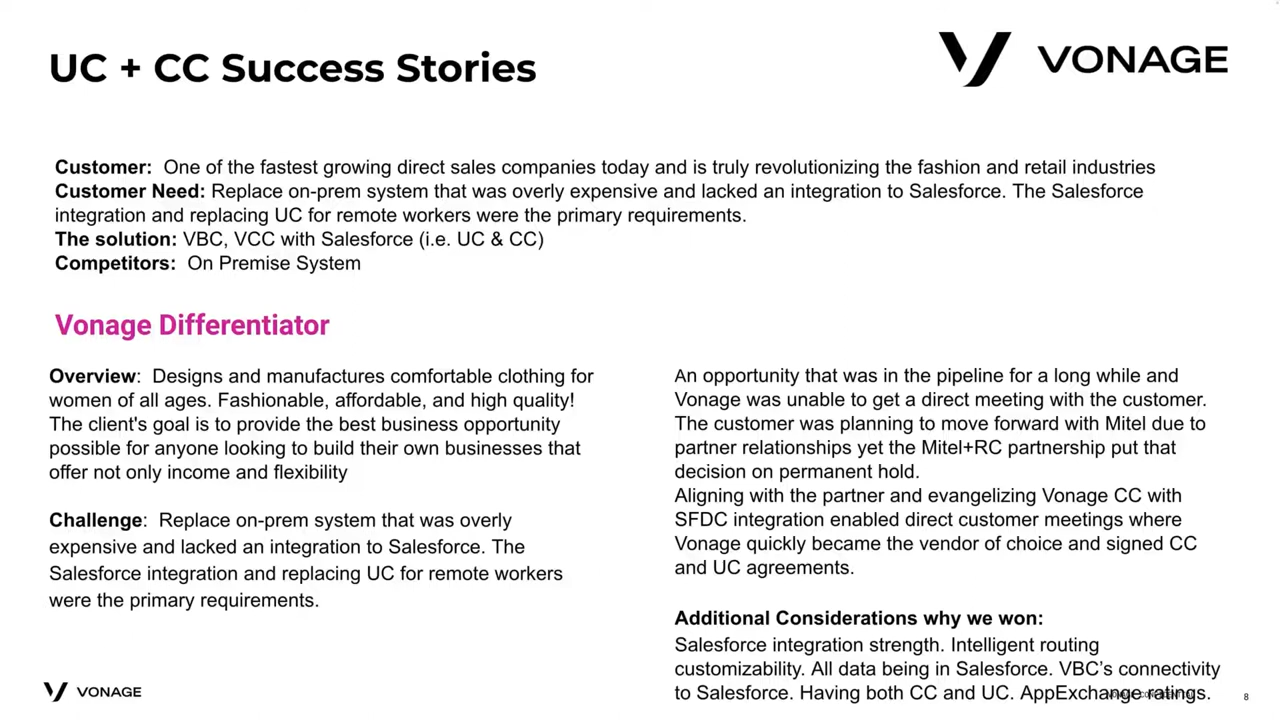 UC + CC Success Stories
VONAGE
Customer: One of the fastest growing direct sales companies today and is truly revolutionizing the fashion and retail industries
Customer Need: Replace on-prem system that was overly expensive and lacked an integration to Salesforce. The Salesforce
integration and replacing UC for remote workers were the primary requirements.
The solution: VBC, VCC with Salesforce (i.e. UC & CC)
Competitors: On Premise System
Vonage Differentiator
Overview: Designs and manufactures comfortable clothing for
women of all ages. Fashionable, affordable, and high quality!
The client's goal is to provide the best business opportunity
possible for anyone looking to build their own businesses that
offer not only income and flexibility
Challenge: Replace on-prem system that was overly
expensive and lacked an integration to Salesforce. The
Salesforce integration and replacing UC for remote workers
were the primary requirements.
An opportunity that was in the pipeline for a long while and
Vonage was unable to get a direct meeting with the customer.
The customer was planning to move forward with Mitel due to
partner relationships yet the Mitel+RC partnership put that
decision on permanent hold.
Aligning with the partner and evangelizing Vonage CC with
SFDC integration enabled direct customer meetings where
Vonage quickly became the vendor of choice and signed CC
and UC agreements.
Additional Considerations why we won:
Salesforce integration strength. Intelligent routing
customizability. All data being in Salesforce. VBC’s connectivity
to Salesforce. Having both CC and UC. AppExchange ratings.
VONAGE
8